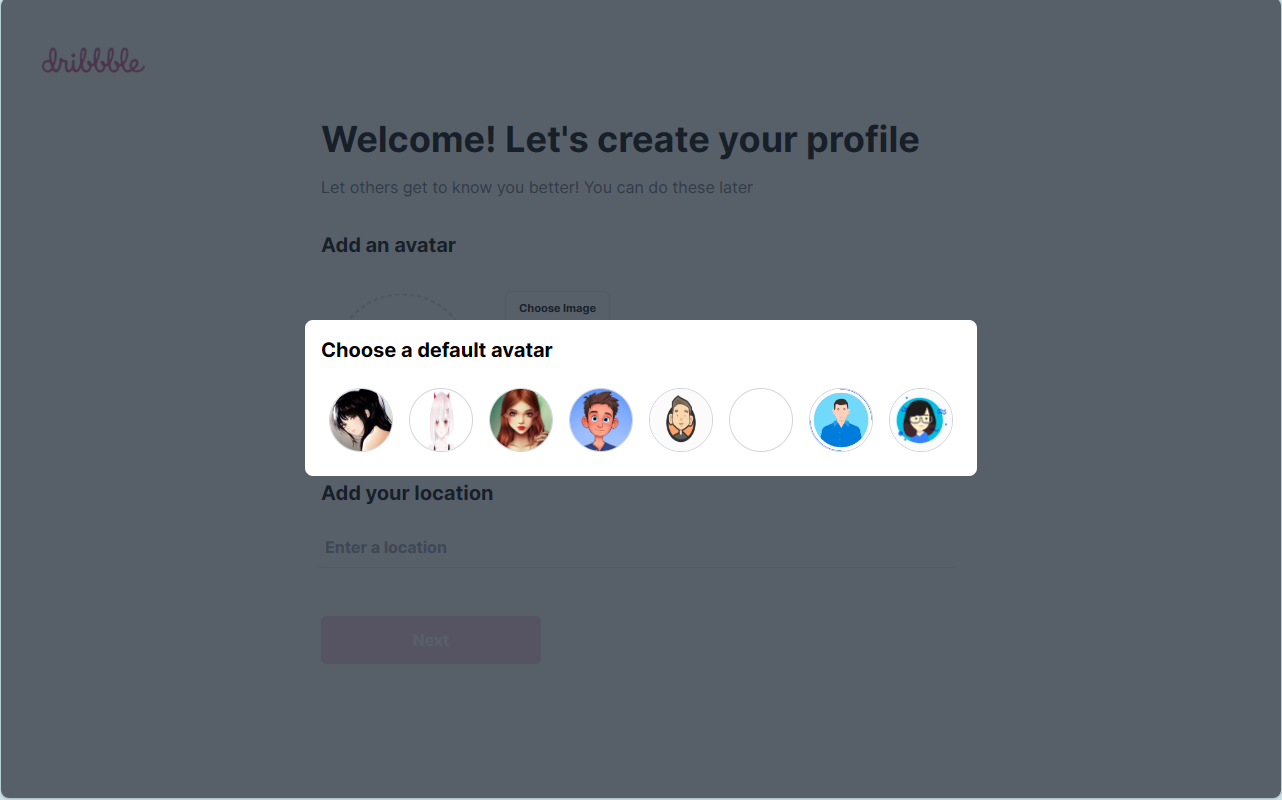 dribbble
Welcome! Let's create your profile
Let others get to know you better! You can do these later
Add an avatar
Choose Image
Choose a default avatar
Add your location
Enter a location
Next